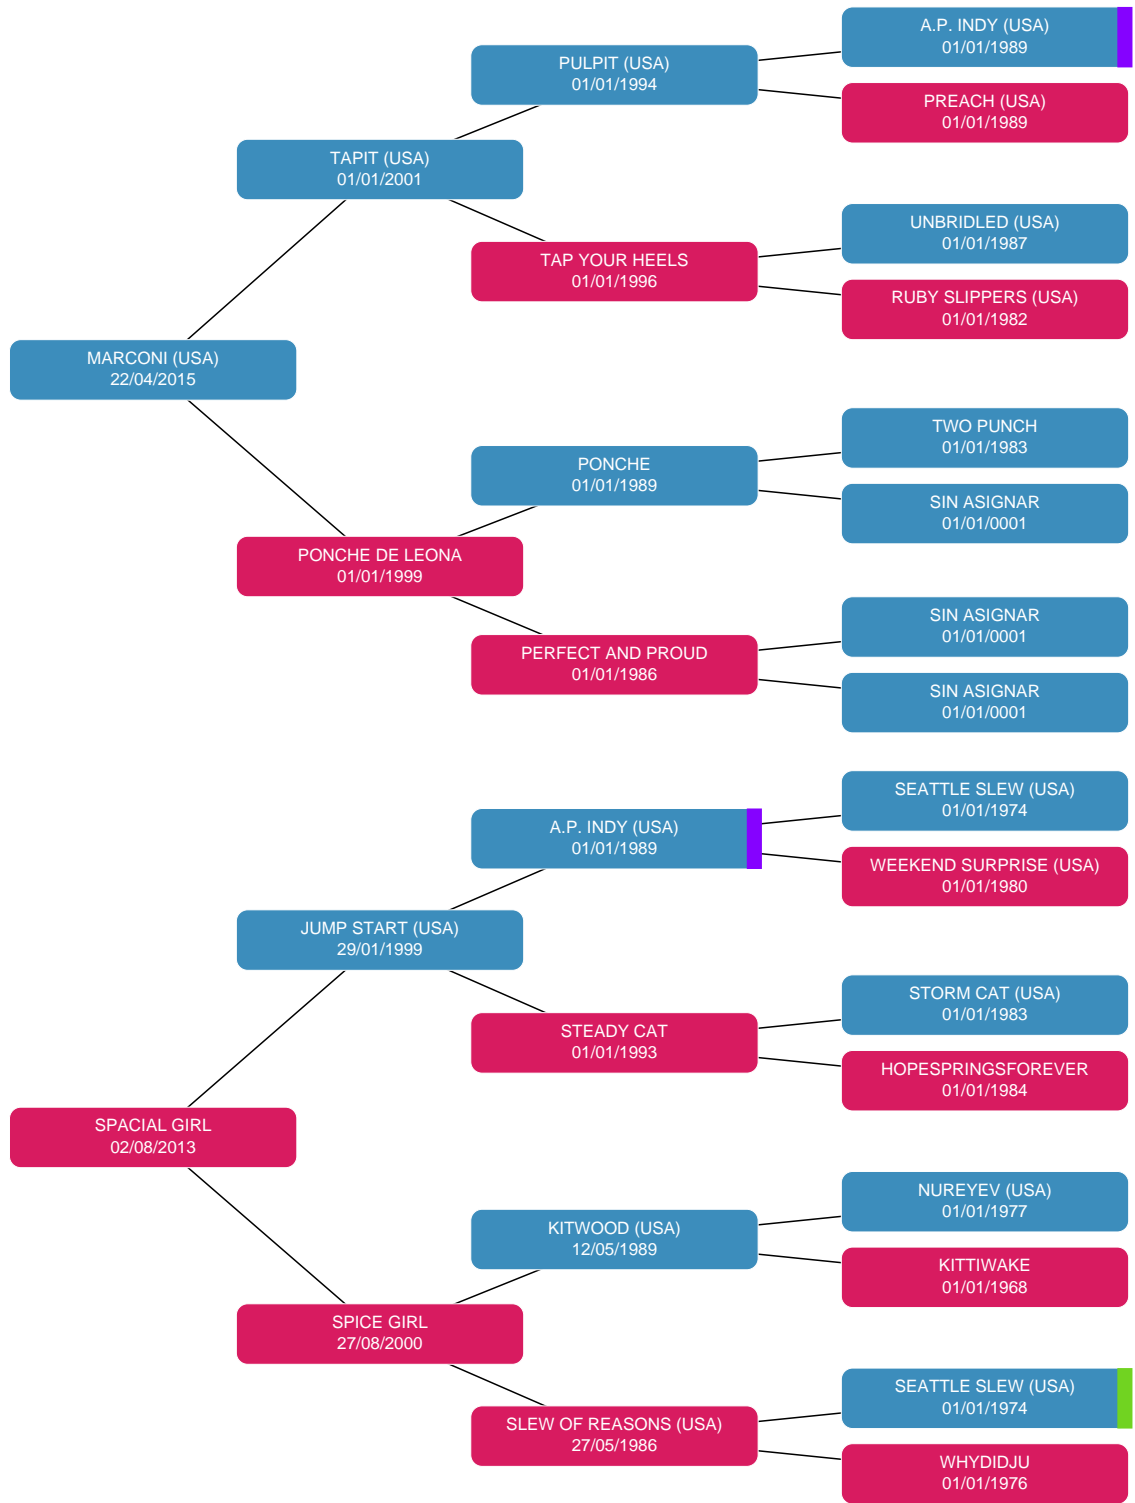 A.P. INDY (USA)
01/01/1989
PULPIT (USA)
01/01/1994
PREACH (USA)
01/01/1989
TAPIT (USA)
01/01/2001
UNBRIDLED (USA)
01/01/1987
TAP YOUR HEELS
01/01/1996
RUBY SLIPPERS (USA)
01/01/1982
MARCONI (USA)
22/04/2015
TWO PUNCH
01/01/1983
PONCHE
01/01/1989
SIN ASIGNAR
01/01/0001
PONCHE DE LEONA
01/01/1999
SIN ASIGNAR
01/01/0001
PERFECT AND PROUD
01/01/1986
SIN ASIGNAR
01/01/0001
SEATTLE SLEW (USA)
01/01/1974
A.P. INDY (USA)
01/01/1989
WEEKEND SURPRISE (USA)
01/01/1980
JUMP START (USA)
29/01/1999
STORM CAT (USA)
01/01/1983
STEADY CAT
01/01/1993
HOPESPRINGSFOREVER
01/01/1984
SPACIAL GIRL
02/08/2013
NUREYEV (USA)
01/01/1977
KITWOOD (USA)
12/05/1989
KITTIWAKE
01/01/1968
SPICE GIRL
27/08/2000
SEATTLE SLEW (USA)
01/01/1974
SLEW OF REASONS (USA)
27/05/1986
WHYDIDJU
01/01/1976